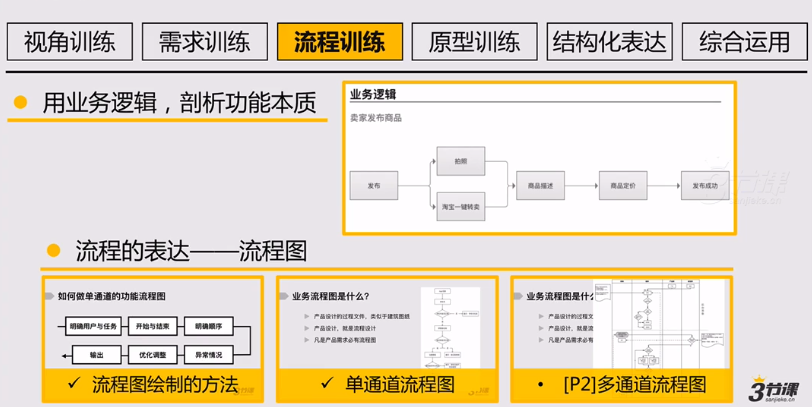 视角训练
需求训练
流程训练
原型训练
结构化表达
综合运用
用业务逻辑，剖析功能本质
业务逻辑
卖家发布商品
发布
拍照
淘宝一键转卖
商品描述
商品定价
发布成功
3节课
sanjieke.cn
流程的表达——流程图
如何做单通道的功能流程图
明确用户与任务
开始与结束
明确顺序
输出
优化调整
异常情况
✓ 流程图绘制的方法
业务流程图是什么？
产品设计的过程文件、类似于建筑图纸
产品设计、就是流程设计
凡是产品需求必有流程图
✓ 单通道流程图
业务流程图是什么
产品设计的过程文
产品设计、就是流
凡是产品需求必有
• [P2]多通道流程图
3节课
sanjieke.cn